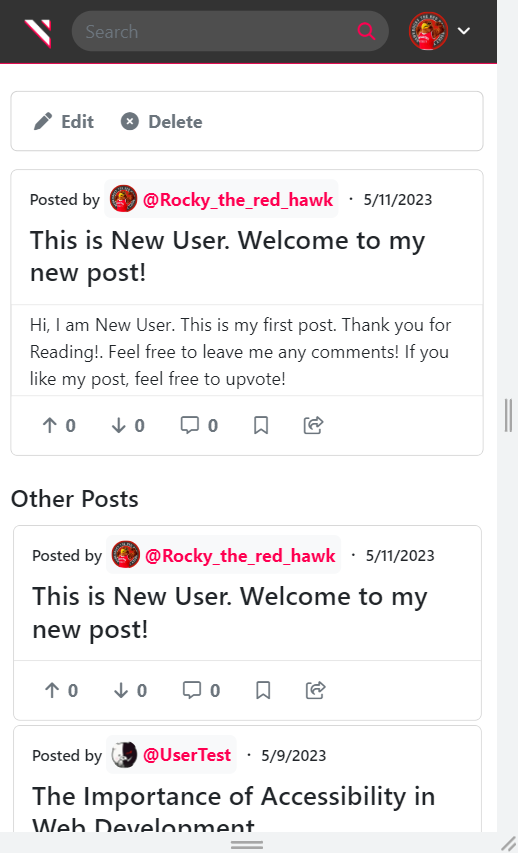 Search
Edit Delete
Posted by @Rocky_the_red_hawk · 5/11/2023
This is New User. Welcome to my
new post!
Hi, I am New User. This is my first post. Thank you for
Reading!. Feel free to leave me any comments! If you
like my post, feel free to upvote!
0 0 0
Other Posts
Posted by @Rocky_the_red_hawk · 5/11/2023
This is New User. Welcome to my
new post!
0 0 0
Posted by @UserTest · 5/9/2023
The Importance of Accessibility in
Web Development